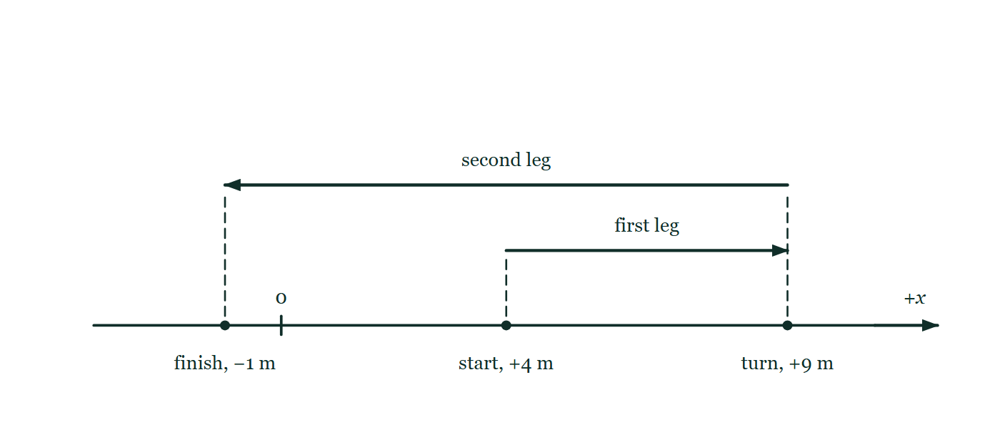 second leg
first leg
0
+x
finish, −1 m
start, +4 m
turn, +9 m